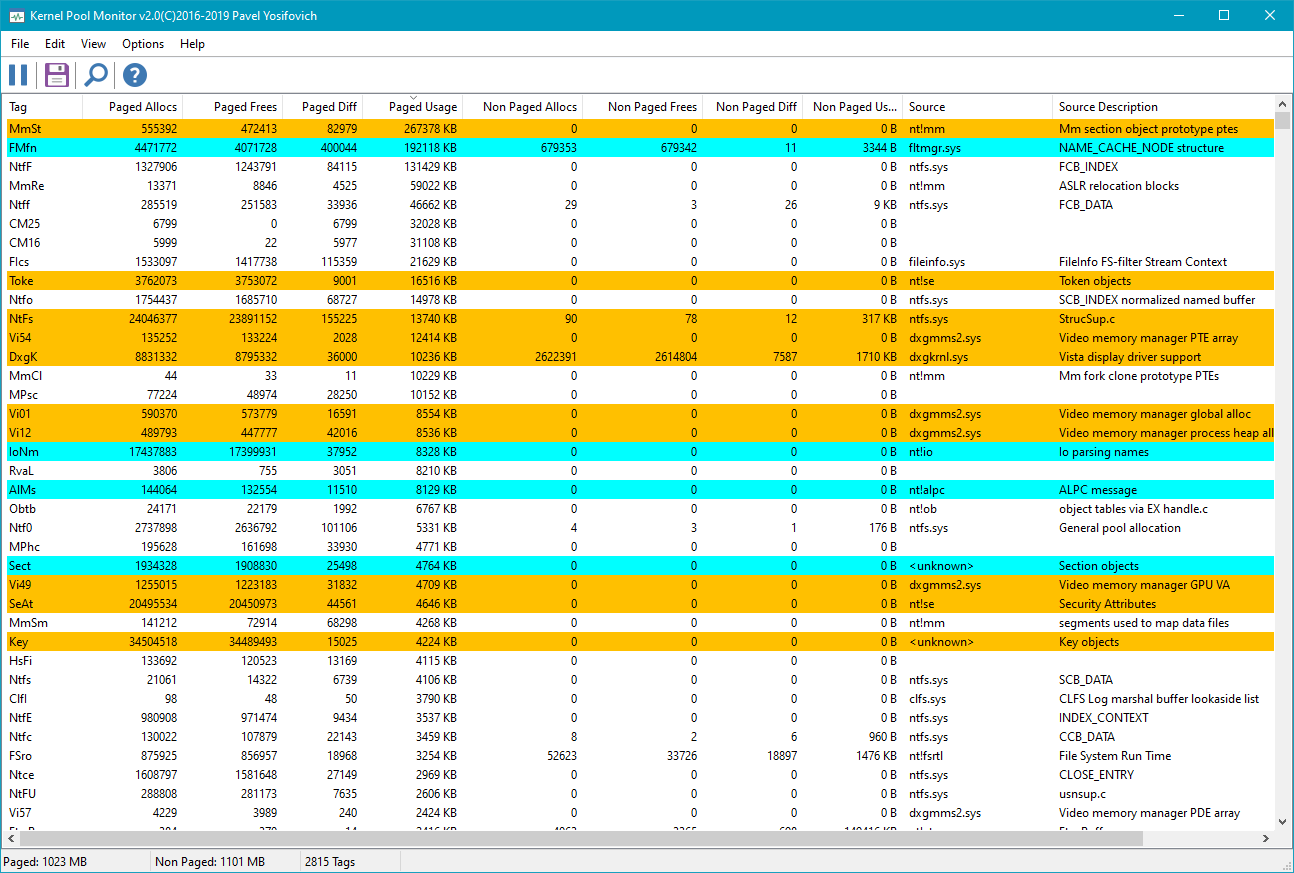 Kernel Pool Monitor v2.0(C)2016-2019 Pavel Yosifovich
File Edit View Options Help
Tag Paged Allocs Paged Frees Paged Diff Paged Usage Non Paged Allocs Non Paged Frees Non Paged Diff Non Paged Us... Source Source Description
MmSt 555392 472413 82979 267378 KB 0 0 0 0 B nt!mm Mm section object prototype ptes
FMfn 4471772 4071728 400044 192118 KB 679353 679342 11 3344 B fltmgr.sys NAME_CACHE_NODE structure
NtfF 1327906 1243791 84115 131429 KB 0 0 0 0 B ntfs.sys FCB_INDEX
MmRe 13371 8846 4525 59022 KB 0 0 0 0 B nt!mm ASLR relocation blocks
Ntff 285519 251583 33936 46662 KB 29 3 26 9 KB ntfs.sys FCB_DATA
CM25 6799 0 6799 32028 KB 0 0 0 0 B
CM16 5999 22 5977 31108 KB 0 0 0 0 B
FIcs 1533097 1417738 115359 21629 KB 0 0 0 0 B fileinfo.sys FileInfo FS-filter Stream Context
Toke 3762073 3753072 9001 16516 KB 0 0 0 0 B nt!se Token objects
Ntfo 1754437 1685710 68727 14978 KB 0 0 0 0 B ntfs.sys SCB_INDEX normalized named buffer
NtFs 24046377 23891152 155225 13740 KB 90 78 12 317 KB ntfs.sys StrucSup.c
Vi54 135252 133224 2028 12414 KB 0 0 0 0 B dxgmms2.sys Video memory manager PTE array
DxgK 8831332 8795332 36000 10236 KB 2622391 2614804 7587 1710 KB dxgkrnl.sys Vista display driver support
MmCl 44 33 11 10229 KB 0 0 0 0 B nt!mm Mm fork clone prototype PTEs
MPsc 77224 48974 28250 10152 KB 0 0 0 0 B
Vi01 590370 573779 16591 8554 KB 0 0 0 0 B dxgmms2.sys Video memory manager global alloc
Vi12 489793 447777 42016 8536 KB 0 0 0 0 B dxgmms2.sys Video memory manager process heap all
IoNm 17437883 17399931 37952 8328 KB 0 0 0 0 B nt!io Io parsing names
RvaL 3806 755 3051 8210 KB 0 0 0 0 B
AlMs 144064 132554 11510 8129 KB 0 0 0 0 B nt!alpc ALPC message
Obtb 24171 22179 1992 6767 KB 0 0 0 0 B nt!ob object tables via EX handle.c
Ntf0 2737898 2636792 101106 5331 KB 4 3 1 176 B ntfs.sys General pool allocation
MPhc 195628 161698 33930 4771 KB 0 0 0 0 B
Sect 1934328 1908830 25498 4764 KB 0 0 0 0 B <unknown> Section objects
Vi49 1255015 1223183 31832 4709 KB 0 0 0 0 B dxgmms2.sys Video memory manager GPU VA
SeAt 20495534 20450973 44561 4646 KB 0 0 0 0 B nt!se Security Attributes
MmSm 141212 72914 68298 4268 KB 0 0 0 0 B nt!mm segments used to map data files
Key 34504518 34489493 15025 4224 KB 0 0 0 0 B <unknown> Key objects
HsFi 133692 120523 13169 4115 KB 0 0 0 0 B
Ntfs 21061 14322 6739 4106 KB 0 0 0 0 B ntfs.sys SCB_DATA
Clfl 98 48 50 3790 KB 0 0 0 0 B clfs.sys CLFS Log marshal buffer lookaside list
NtfE 980908 971474 9434 3537 KB 0 0 0 0 B ntfs.sys INDEX_CONTEXT
Ntfc 130022 107879 22143 3459 KB 8 2 6 960 B ntfs.sys CCB_DATA
FSro 875925 856957 18968 3254 KB 52623 33726 18897 1476 KB nt!fsrtl File System Run Time
Ntce 1608797 1581648 27149 2969 KB 0 0 0 0 B ntfs.sys CLOSE_ENTRY
NtFU 288808 281173 7635 2606 KB 0 0 0 0 B ntfs.sys usnsup.c
Vi57 4229 3989 240 2424 KB 0 0 0 0 B dxgmms2.sys Video memory manager PDE array
Paged: 1023 MB Non Paged: 1101 MB 2815 Tags